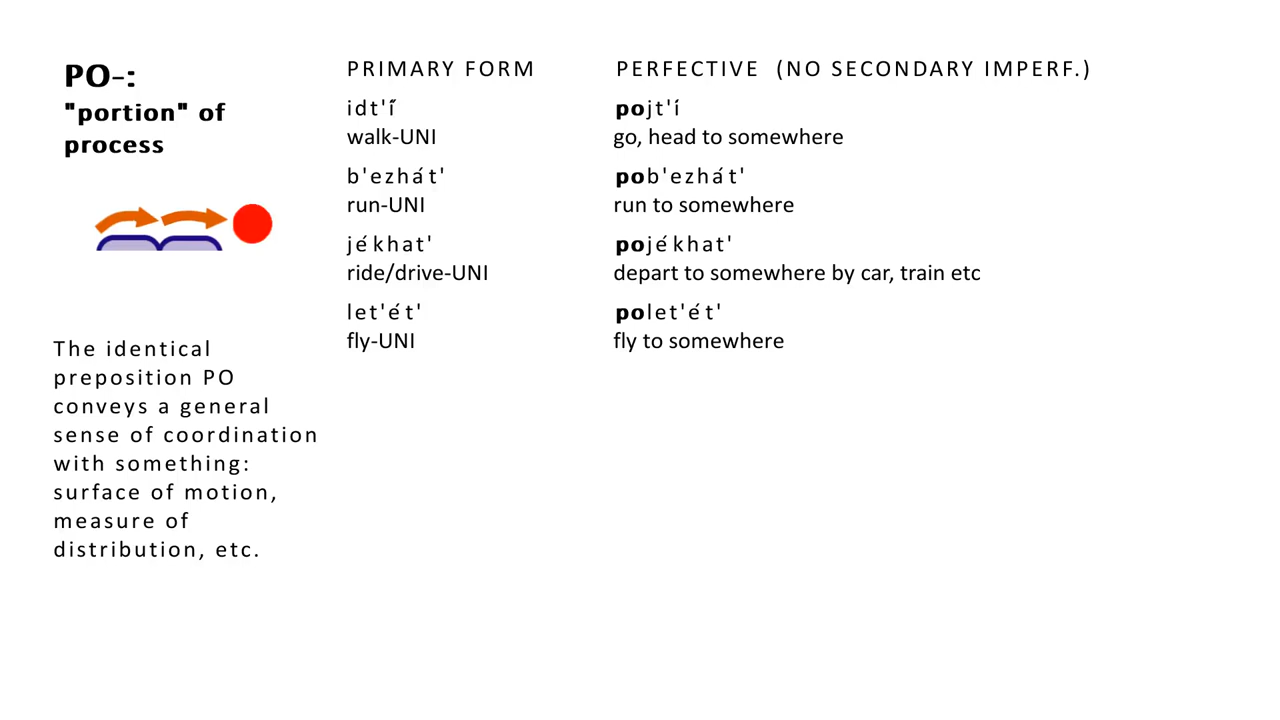 PO-:
"portion" of
process
The identical
preposition PO
conveys a general
sense of coordination
with something:
surface of motion,
measure of
distribution, etc.
PRIMARY FORM
idt'í
walk-UNI
b'ezhát'
run-UNI
jékhat'
ride/drive-UNI
let'ét'
fly-UNI
PERFECTIVE (NO SECONDARY IMPERF.)
pojt'í
go, head to somewhere
pob'ezhát'
run to somewhere
pojékhat'
depart to somewhere by car, train etc
polet'ét'
fly to somewhere